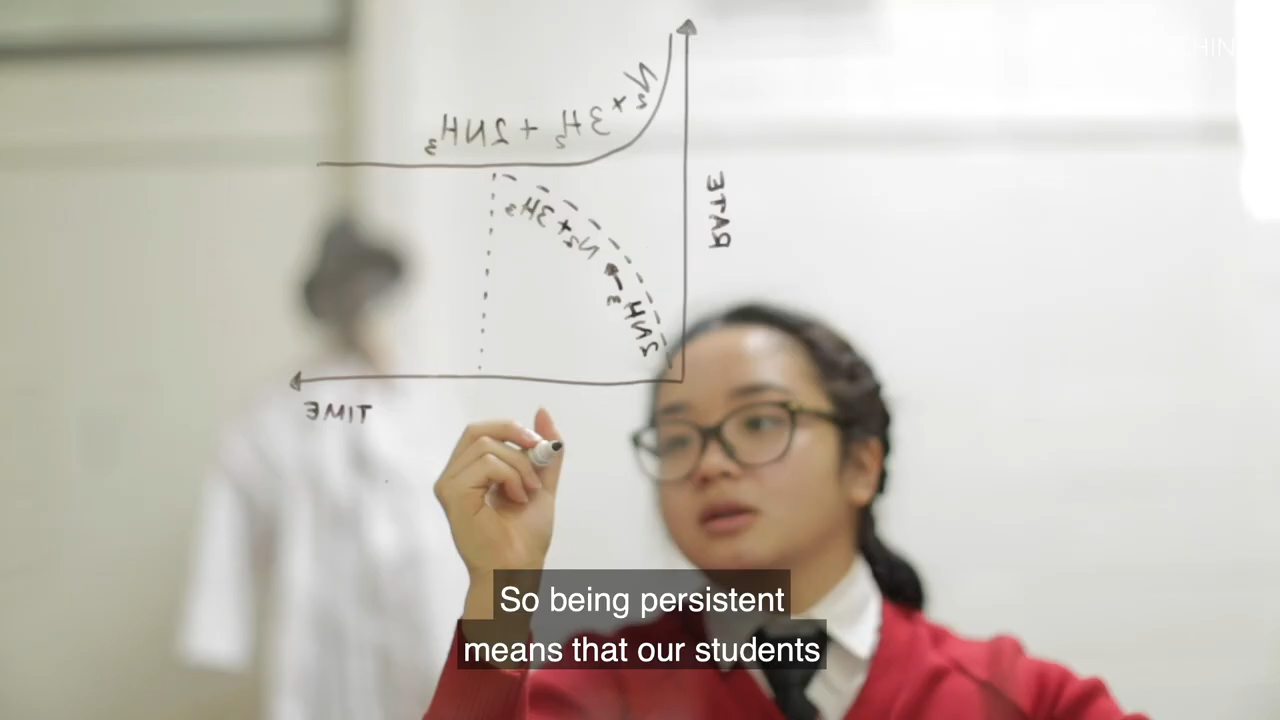 N₂ + 3H₂ + 2NH₃
RATE
2NH₃ → N₂ + 3H₂
TIME
So being persistent
means that our students